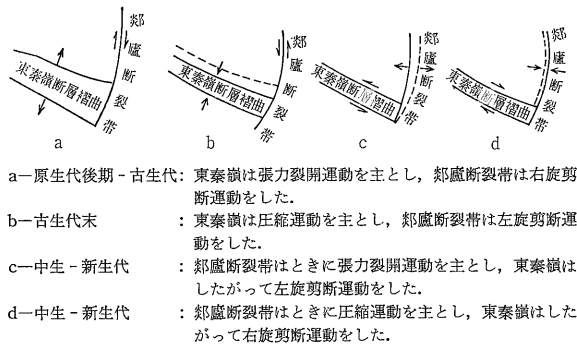 郯廬断裂帯
東秦嶺断層褶曲
a
郯廬断裂帯
東秦嶺断層褶曲
b
郯廬断裂帯
東秦嶺断層褶曲
c
郯廬断裂帯
東秦嶺断層褶曲
d
a―原生代後期‐古生代：東秦嶺は張力裂開運動を主とし，郯廬断裂帯は右旋剪
断運動をした．
b―古生代末：東秦嶺は圧縮運動を主とし，郯廬断裂帯は左旋剪断運
動をした．
c―中生‐新生代：郯廬断裂帯はときに張力裂開運動を主とし，東秦嶺は
したがって左旋剪断運動をした．
d―中生‐新生代：郯廬断裂帯はときに圧縮運動を主とし，東秦嶺はした
がって右旋剪断運動をした．